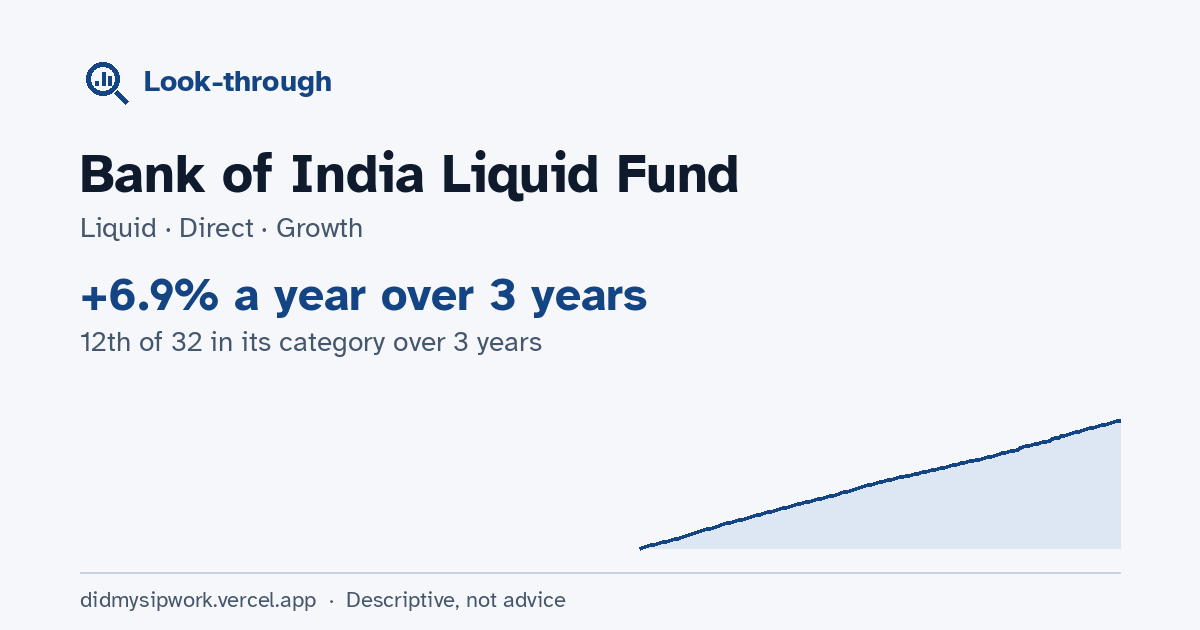 Look-through
Bank of India Liquid Fund
Liquid · Direct · Growth
+6.9% a year over 3 years
12th of 32 in its category over 3 years
didmysipwork.vercel.app · Descriptive, not advice